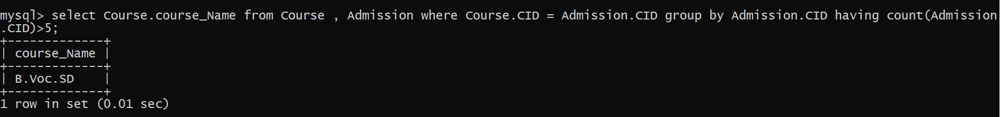 mysql> select Course.course_Name from Course , Admission where Course.CID = Admission.CID group by Admission.CID having count(Admission
.CID)>5;
+-------------+
| course_Name |
+-------------+
| B.Voc.SD    |
+-------------+
1 row in set (0.01 sec)